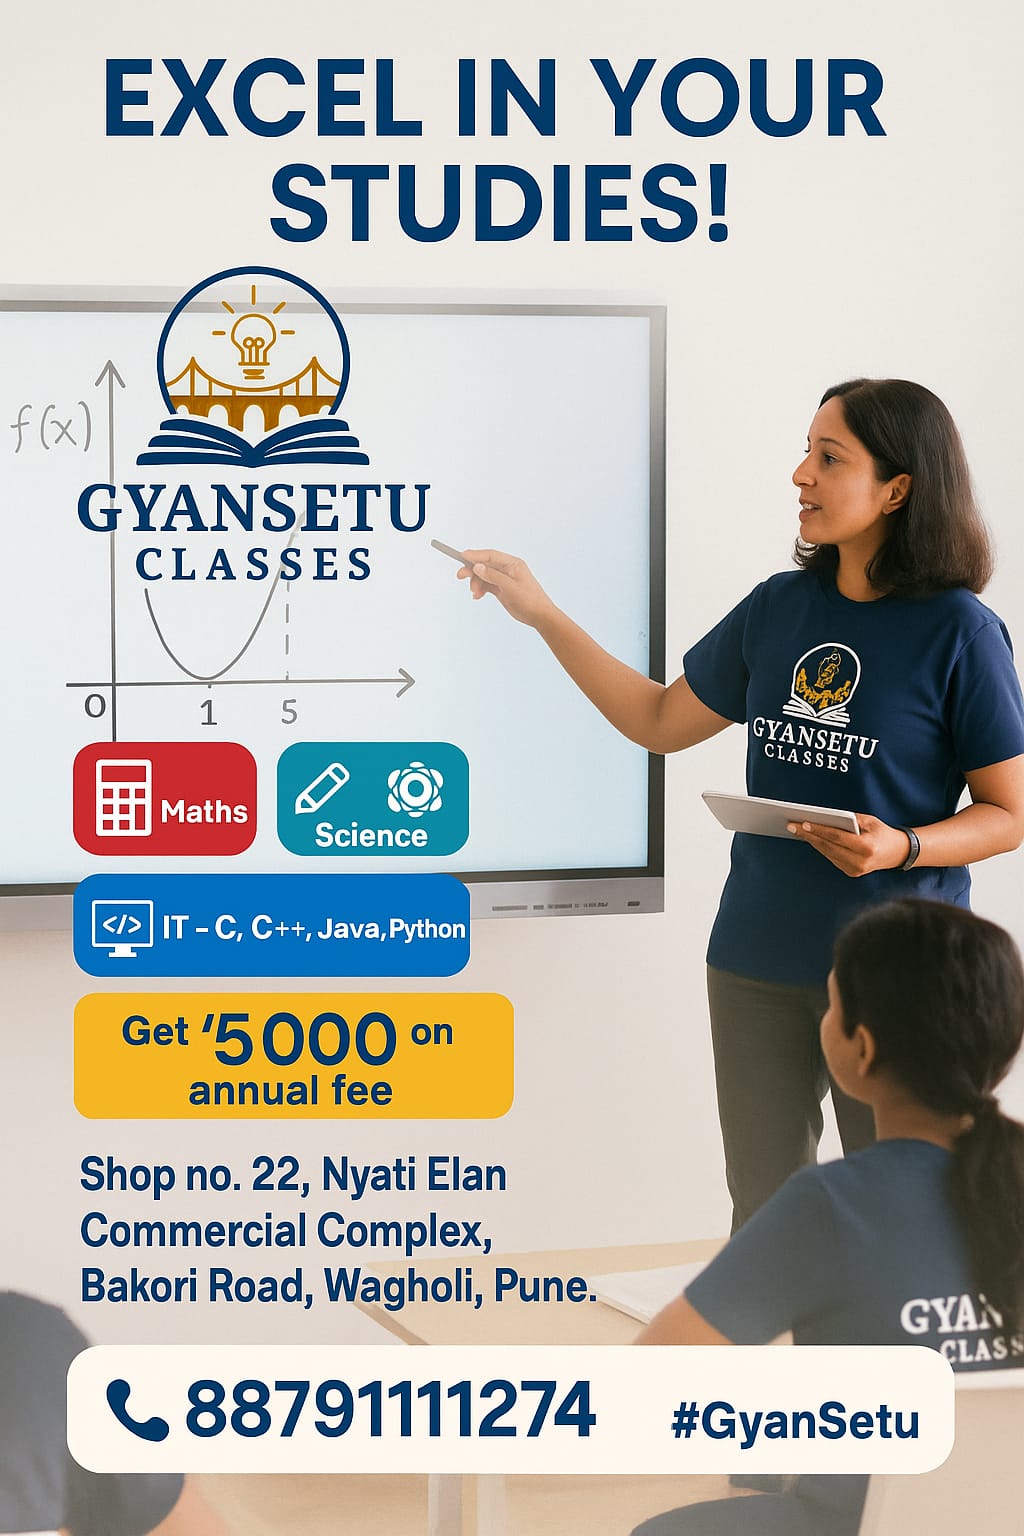 EXCEL IN YOUR
STUDIES!
f(x)
GYANSETU
CLASSES
0
1
5
GYANSETU
CLASSES
Maths
Science
</>
IT – C, C++, Java, Python
Get ‘5000 on
annual fee
Shop no. 22, Nyati Elan
Commercial Complex,
Bakori Road, Wagholi, Pune.
GYAN
CLASS
88791111274
#GyanSetu